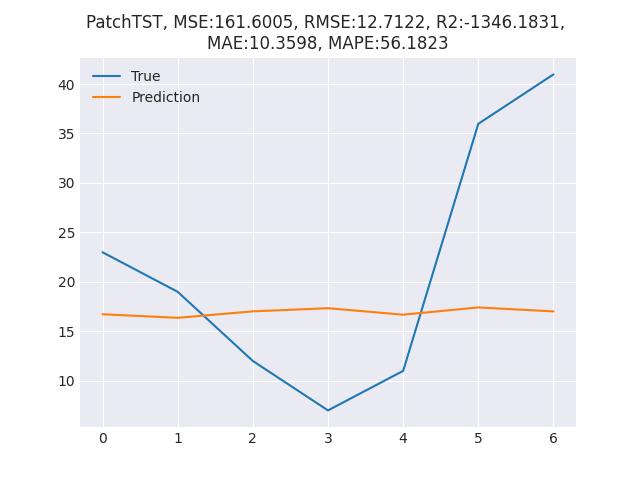 PatchTST, MSE:161.6005, RMSE:12.7122, R2:-1346.1831,
MAE:10.3598, MAPE:56.1823
True
Prediction
40
35
30
25
20
15
10
0 1 2 3 4 5 6